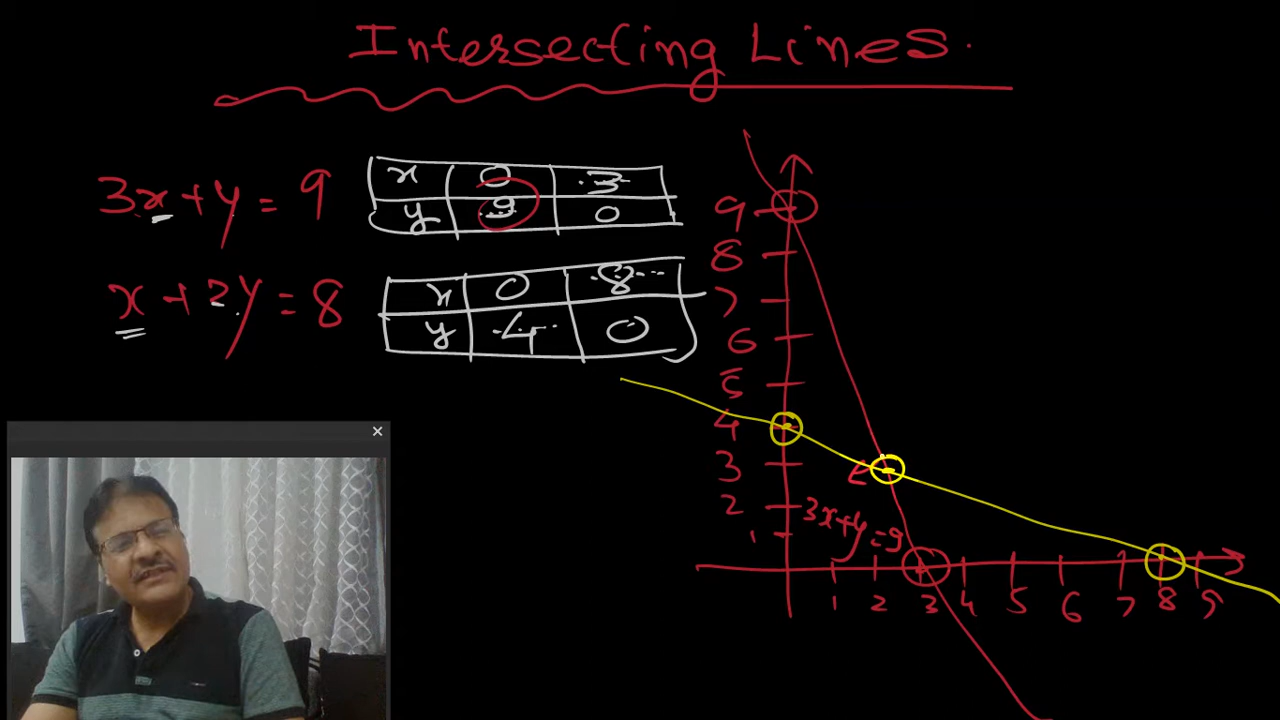 Intersecting Lines.
3x+y=9
x 0 3
y 9 0
x+2y=8
x 0 8
y 4 0
9
8
7
6
5
4
3
2
1
3x+y=9
1 2 3 4 5 6 7 8 9